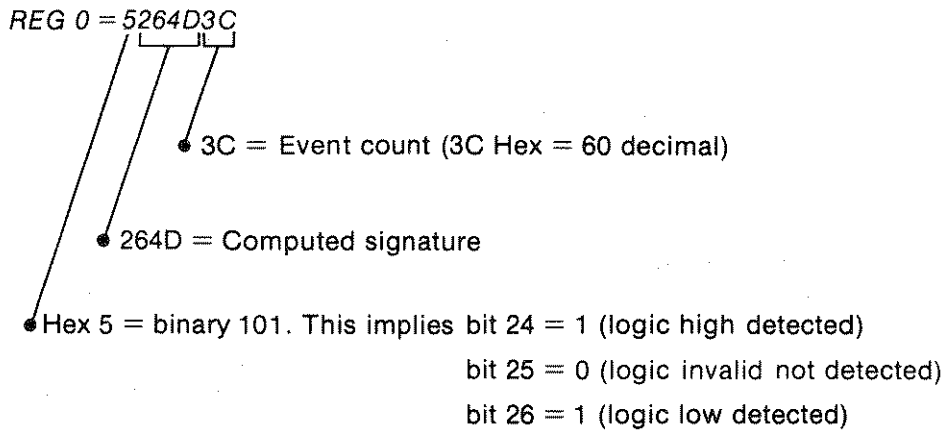 REG 0 = 5264D3C
3C = Event count (3C Hex = 60 decimal)
264D = Computed signature
Hex 5 = binary 101. This implies bit 24 = 1 (logic high detected)
bit 25 = 0 (logic invalid not detected)
bit 26 = 1 (logic low detected)